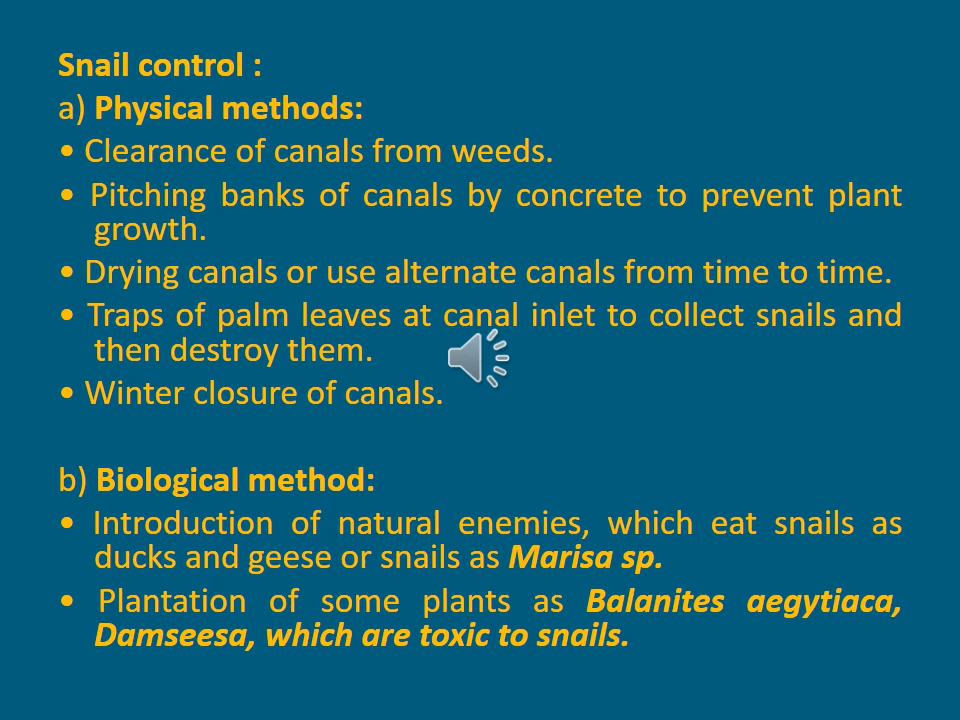 Snail control :
a) Physical methods:
• Clearance of canals from weeds.
• Pitching banks of canals by concrete to prevent plant
growth.
• Drying canals or use alternate canals from time to time.
• Traps of palm leaves at canal inlet to collect snails and
then destroy them.
• Winter closure of canals.
b) Biological method:
• Introduction of natural enemies, which eat snails as
ducks and geese or snails as Marisa sp.
• Plantation of some plants as Balanites aegytiaca,
Damseesa, which are toxic to snails.